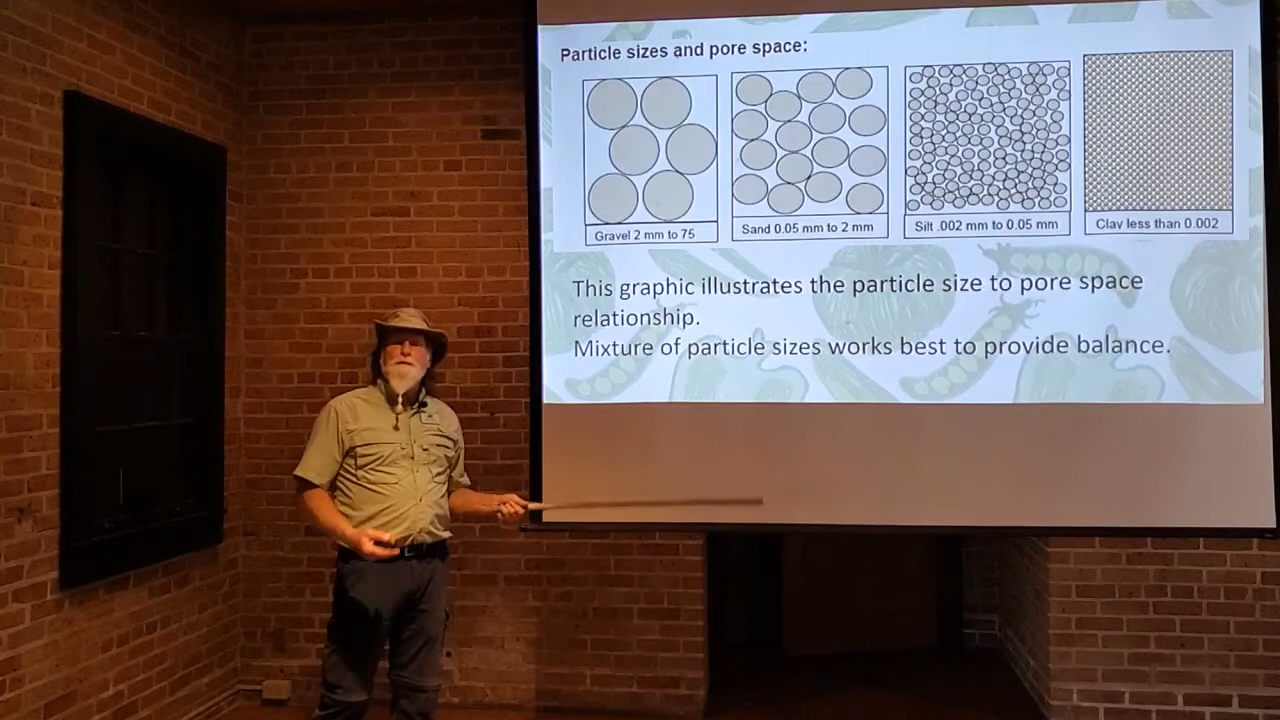 Particle sizes and pore space:
Gravel 2 mm to 75
Sand 0.05 mm to 2 mm
Silt .002 mm to 0.05 mm
Clay less than 0.002
This graphic illustrates the particle size to pore space
relationship.
Mixture of particle sizes works best to provide balance.